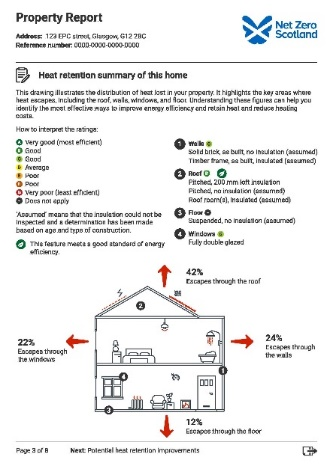 Property Report
Net Zero
Scotland
Address: 123 EPC street, Glasgow, G12 2BC
Reference number: 0000-0000-0000-0000
Heat retention summary of this home
This drawing illustrates the distribution of heat lost in your property. It highlights the key areas where
heat escapes, including the roof, walls, windows, and floor. Understanding these figures can help you
identify the most effective ways to improve energy efficiency and retain heat and reduce heating
costs.
How to interpret the ratings:
A Very good (most efficient)
Good
Good
D Average
Poor
Poor
Very poor (least efficient)
Does not apply
'Assumed' means that the insulation could not be
inspected and a determination has been made
based on age and type of construction.
This feature meets a good standard of energy
efficiency.
1 Walls
Solid brick, as built, no insulation (assumed)
Timber frame, as built, insulated (assumed)
2 Roof
Pitched, 200 mm loft insulation
Pitched, no insulation (assumed)
Roof room(s), insulated (assumed)
3 Floor
Suspended, no insulation (assumed)
4 Windows
Fully double glazed
42%
Escapes through the roof
2
22%
Escapes through
the windows
24%
Escapes through
the walls
4
1
3
12%
Escapes through the floor
Page 3 of 8
Next: Potential heat retention improvements